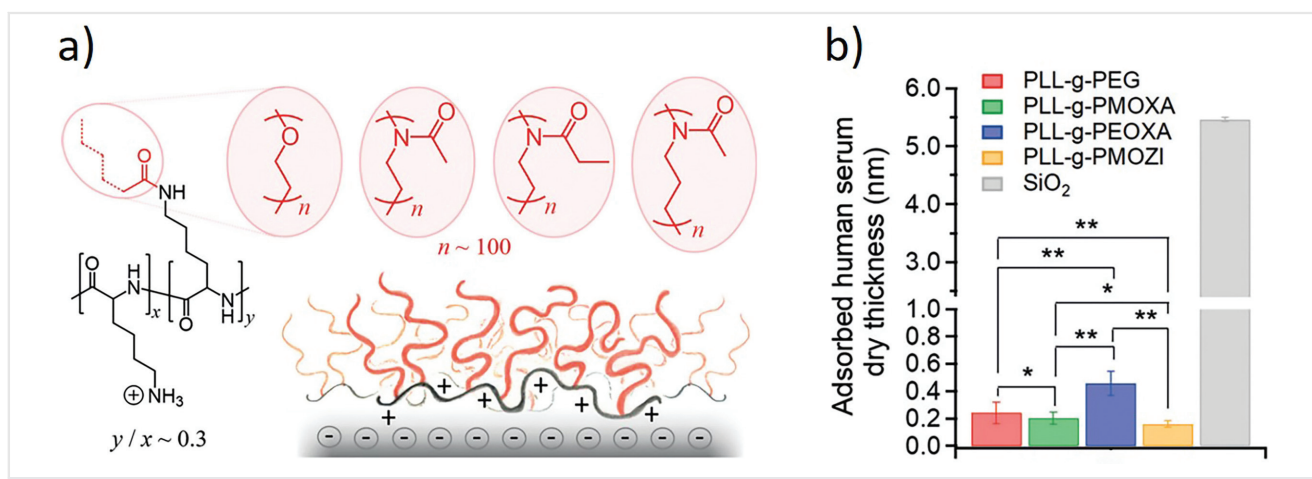 a)
O
NH
O
n
N
O
n
N
O
n
N
O
n
n ~ 100
O
H
N
x
O
N
H
y
+ NH3
y / x ~ 0.3
+ + + + + + +
- - - - - - - - - -
b)
PLL-g-PEG
PLL-g-PMOXA
PLL-g-PEOXA
PLL-g-PMOZI
SiO2
Adsorbed human serum
dry thickness (nm)
6.0
5.0
4.0
3.0
1.0
0.8
0.6
0.4
0.2
0.0
**
**
*
**
**
*